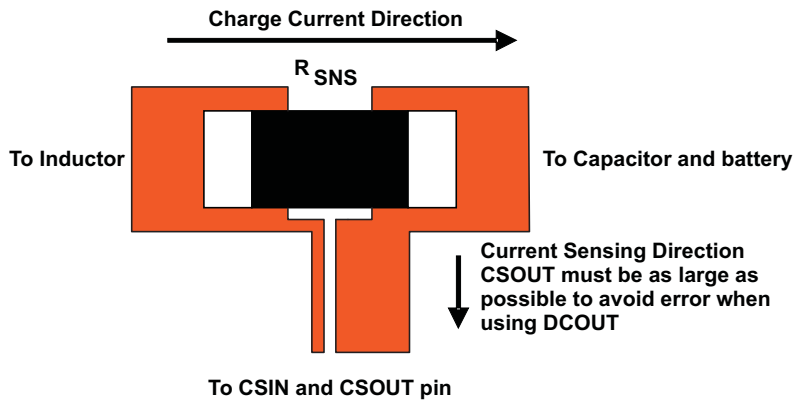 Charge Current Direction
R SNS
To Inductor
To Capacitor and battery
Current Sensing Direction
CSOUT must be as large as
possible to avoid error when
using DCOUT
To CSIN and CSOUT pin